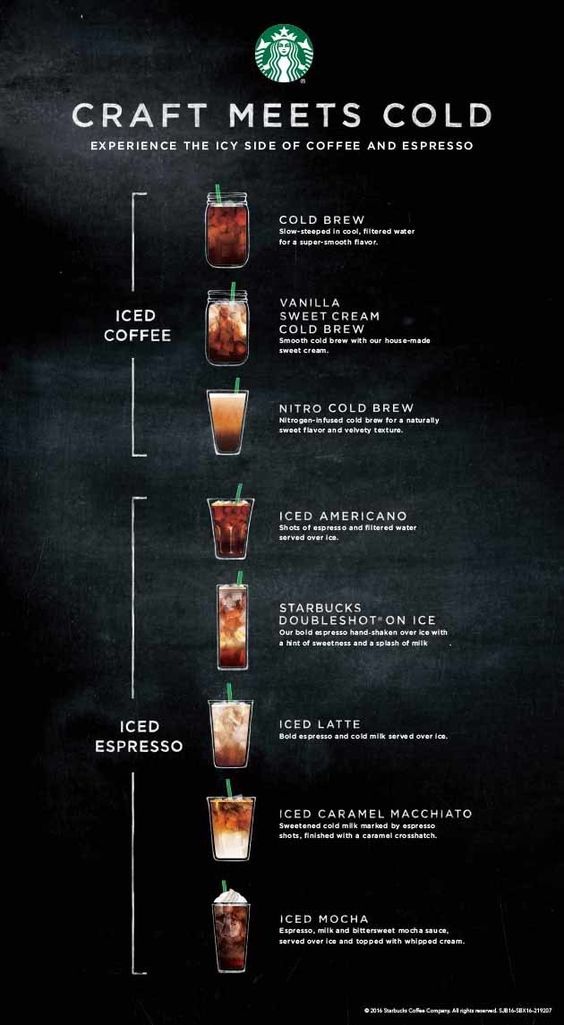 CRAFT MEETS COLD
EXPERIENCE THE ICY SIDE OF COFFEE AND ESPRESSO
ICED
COFFEE
COLD BREW
Slow-steeped in cool, filtered water
for a super-smooth flavor.
VANILLA
SWEET CREAM
COLD BREW
Smooth cold brew with our house-made
sweet cream.
NITRO COLD BREW
Nitrogen-infused cold brew for a naturally
sweet flavor and velvety texture.
ICED
ESPRESSO
ICED AMERICANO
Shots of espresso and filtered water
served over ice.
STARBUCKS
DOUBLESHOT® ON ICE
Our bold espresso hand-shaken over ice with
a hint of sweetness and a splash of milk .
ICED LATTE
Bold espresso and cold milk served over ice.
ICED CARAMEL MACCHIATO
Sweetened cold milk marked by espresso
shots, finished with a caramel crosshatch.
ICED MOCHA
Espresso, milk and bittersweet mocha sauce,
served over ice and topped with whipped cream.
© 2016 Starbucks Coffee Company. All rights reserved. SJB16-SBX16-219207